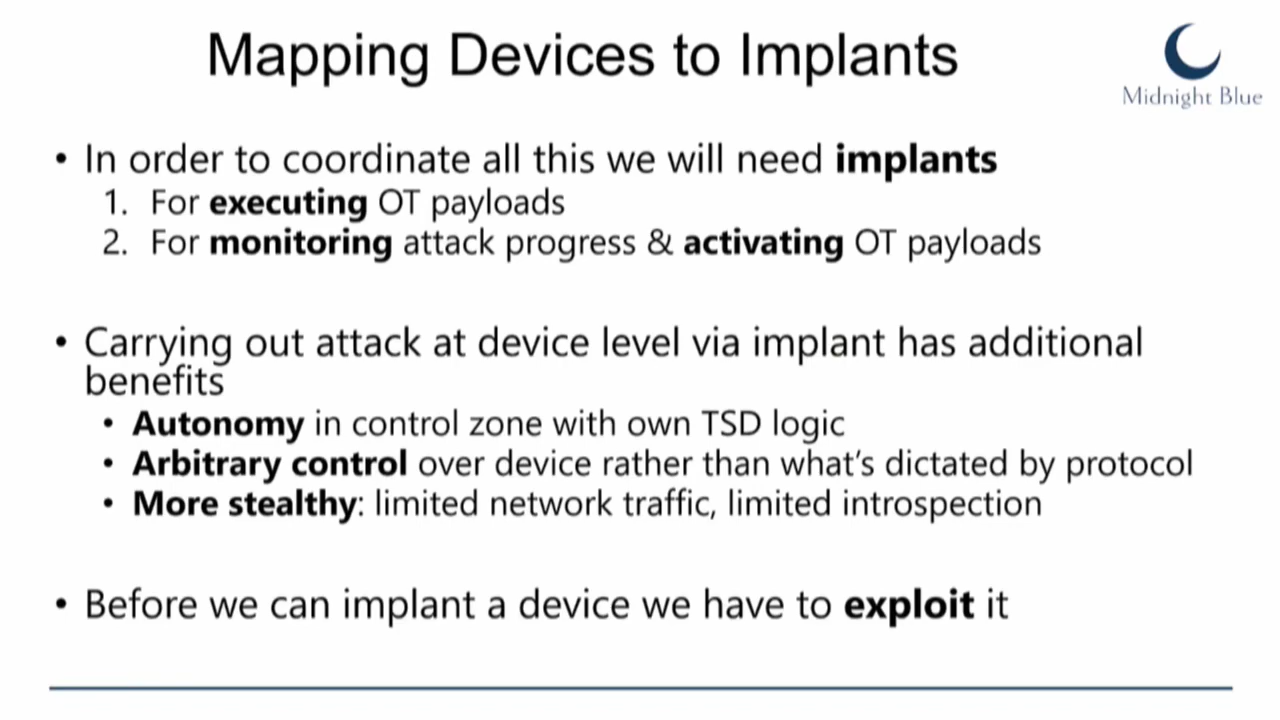 Mapping Devices to Implants
Midnight Blue
• In order to coordinate all this we will need implants
1. For executing OT payloads
2. For monitoring attack progress & activating OT payloads
• Carrying out attack at device level via implant has additional
benefits
• Autonomy in control zone with own TSD logic
• Arbitrary control over device rather than what's dictated by protocol
• More stealthy: limited network traffic, limited introspection
• Before we can implant a device we have to exploit it